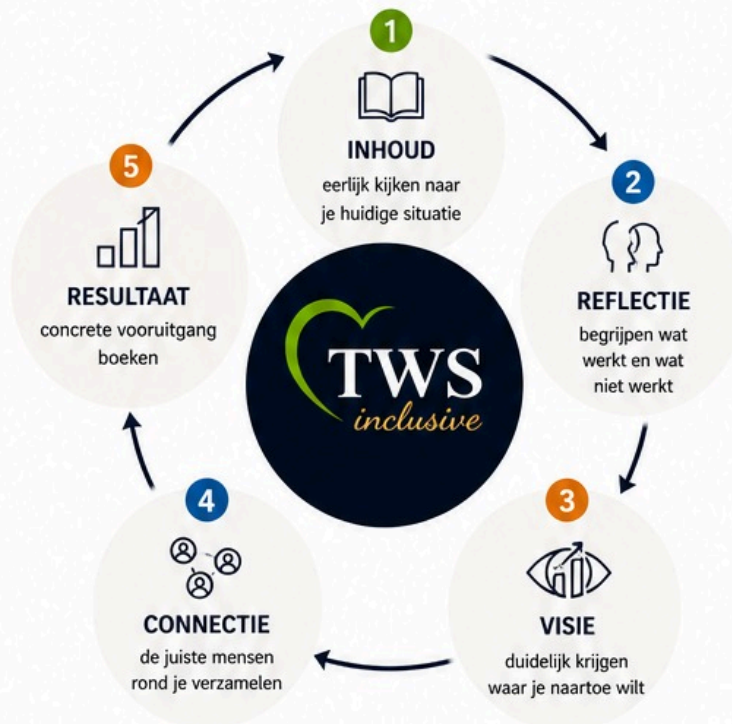 1
INHOUD
eerlijk kijken naar
je huidige situatie
2
REFLECTIE
begrijpen wat
werkt en wat
niet werkt
3
VISIE
duidelijk krijgen
waar je naartoe wilt
4
CONNECTIE
de juiste mensen
rond je verzamelen
5
RESULTAAT
concrete vooruitgang
boeken
TWS
inclusive